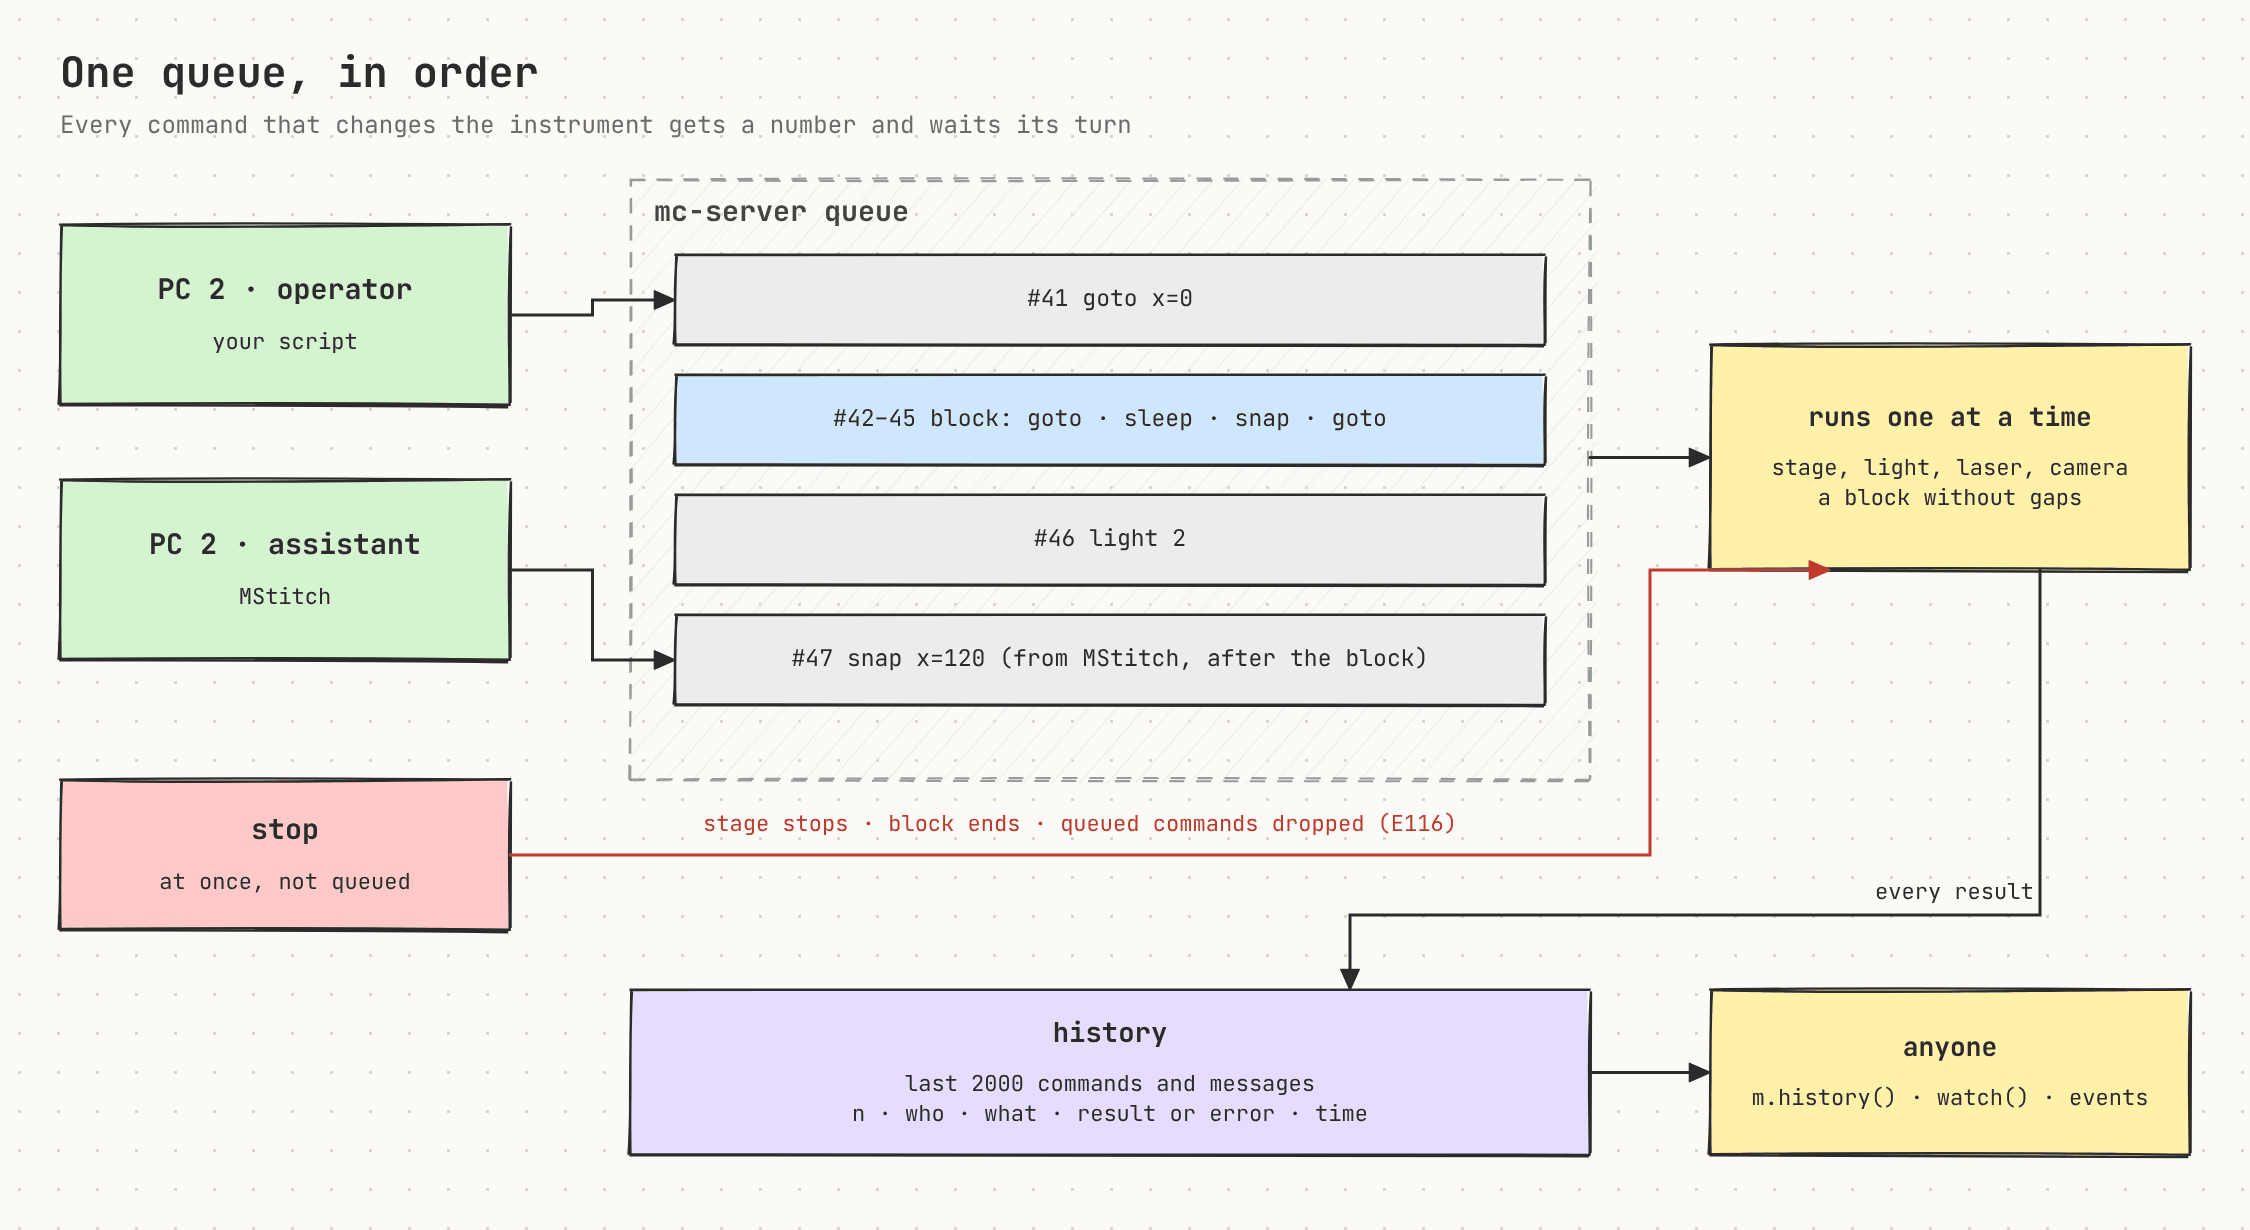 One queue, in order
Every command that changes the instrument gets a number and waits its turn
PC 2 · operator
your script
PC 2 · assistant
MStitch
stop
at once, not queued
mc-server queue
#41 goto x=0
#42–45 block: goto · sleep · snap · goto
#46 light 2
#47 snap x=120 (from MStitch, after the block)
runs one at a time
stage, light, laser, camera
a block without gaps
stage stops · block ends · queued commands dropped (E116)
every result
history
last 2000 commands and messages
n · who · what · result or error · time
anyone
m.history() · watch() · events